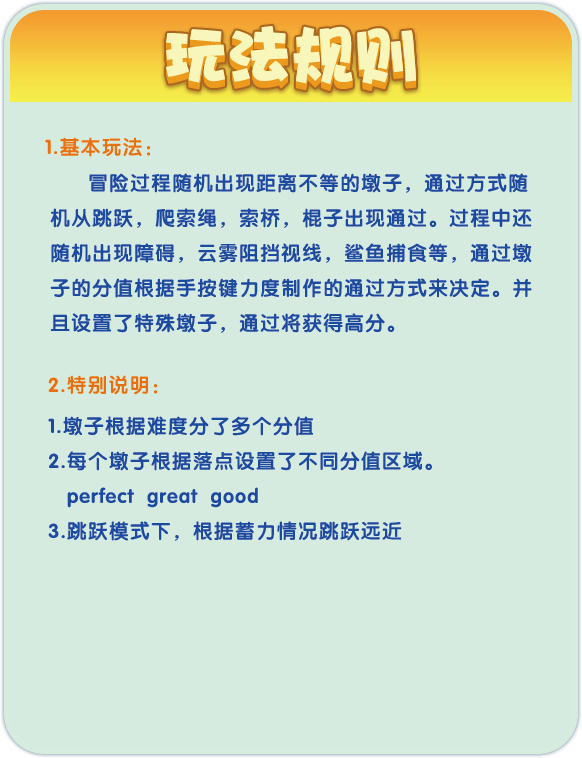 玩法规则
1.基本玩法：
冒险过程随机出现距离不等的墩子，通过方式随
机从跳跃，爬索绳，索桥，棍子出现通过。过程中还
随机出现障碍，云雾阻挡视线，鲨鱼捕食等，通过墩
子的分值根据手按键力度制作的通过方式来决定。并
且设置了特殊墩子，通过将获得高分。
2.特别说明：
1.墩子根据难度分了多个分值
2.每个墩子根据落点设置了不同分值区域。
perfect great good
3.跳跃模式下，根据蓄力情况跳跃远近